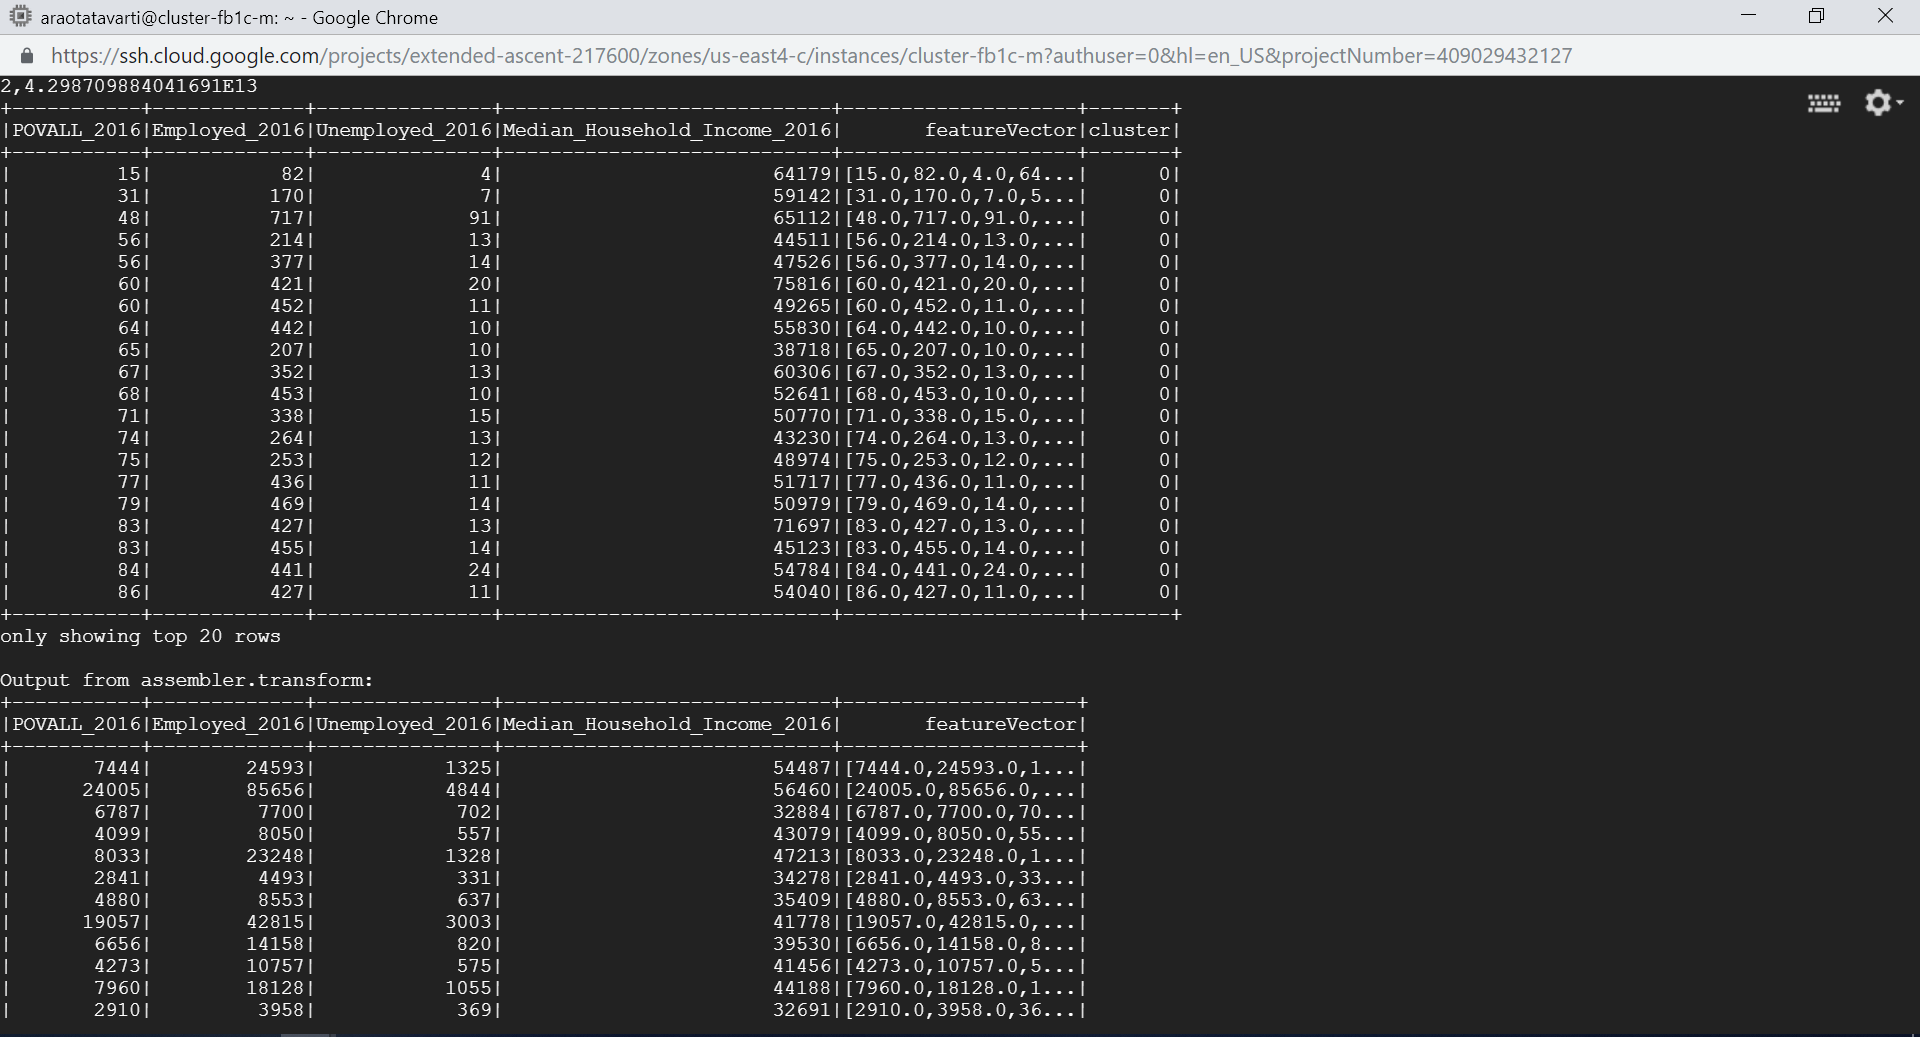 araotatavarti@cluster-fb1c-m: ~ - Google Chrome
https://ssh.cloud.google.com/projects/extended-ascent-217600/zones/us-east4-c/instances/cluster-fb1c-m?authuser=0&hl=en_US&projectNumber=409029432127
2,4.298709884041691E13
+-----------+-------------+---------------+----------------------------+--------------------+-------+
|POVALL_2016|Employed_2016|Unemployed_2016|Median_Household_Income_2016|       featureVector|cluster|
+-----------+-------------+---------------+----------------------------+--------------------+-------+
|         15|           82|              4|                       64179|[15.0,82.0,4.0,64...|      0|
|         31|          170|              7|                       59142|[31.0,170.0,7.0,5...|      0|
|         48|          717|             91|                       65112|[48.0,717.0,91.0,...|      0|
|         56|          214|             13|                       44511|[56.0,214.0,13.0,...|      0|
|         56|          377|             14|                       47526|[56.0,377.0,14.0,...|      0|
|         60|          421|             20|                       75816|[60.0,421.0,20.0,...|      0|
|         60|          452|             11|                       49265|[60.0,452.0,11.0,...|      0|
|         64|          442|             10|                       55830|[64.0,442.0,10.0,...|      0|
|         65|          207|             10|                       38718|[65.0,207.0,10.0,...|      0|
|         67|          352|             13|                       60306|[67.0,352.0,13.0,...|      0|
|         68|          453|             10|                       52641|[68.0,453.0,10.0,...|      0|
|         71|          338|             15|                       50770|[71.0,338.0,15.0,...|      0|
|         74|          264|             13|                       43230|[74.0,264.0,13.0,...|      0|
|         75|          253|             12|                       48974|[75.0,253.0,12.0,...|      0|
|         77|          436|             11|                       51717|[77.0,436.0,11.0,...|      0|
|         79|          469|             14|                       50979|[79.0,469.0,14.0,...|      0|
|         83|          427|             13|                       71697|[83.0,427.0,13.0,...|      0|
|         83|          455|             14|                       45123|[83.0,455.0,14.0,...|      0|
|         84|          441|             24|                       54784|[84.0,441.0,24.0,...|      0|
|         86|          427|             11|                       54040|[86.0,427.0,11.0,...|      0|
+-----------+-------------+---------------+----------------------------+--------------------+-------+
only showing top 20 rows
Output from assembler.transform:
+-----------+-------------+---------------+----------------------------+--------------------+
|POVALL_2016|Employed_2016|Unemployed_2016|Median_Household_Income_2016|       featureVector|
+-----------+-------------+---------------+----------------------------+--------------------+
|       7444|        24593|           1325|                       54487|[7444.0,24593.0,1...|
|      24005|        85656|           4844|                       56460|[24005.0,85656.0,...|
|       6787|         7700|            702|                       32884|[6787.0,7700.0,70...|
|       4099|         8050|            557|                       43079|[4099.0,8050.0,55...|
|       8033|        23248|           1328|                       47213|[8033.0,23248.0,1...|
|       2841|         4493|            331|                       34278|[2841.0,4493.0,33...|
|       4880|         8553|            637|                       35409|[4880.0,8553.0,63...|
|      19057|        42815|           3003|                       41778|[19057.0,42815.0,...|
|       6656|        14158|            820|                       39530|[6656.0,14158.0,8...|
|       4273|        10757|            575|                       41456|[4273.0,10757.0,5...|
|       7960|        18128|           1055|                       44188|[7960.0,18128.0,1...|
|       2910|         3958|            369|                       32691|[2910.0,3958.0,36...|